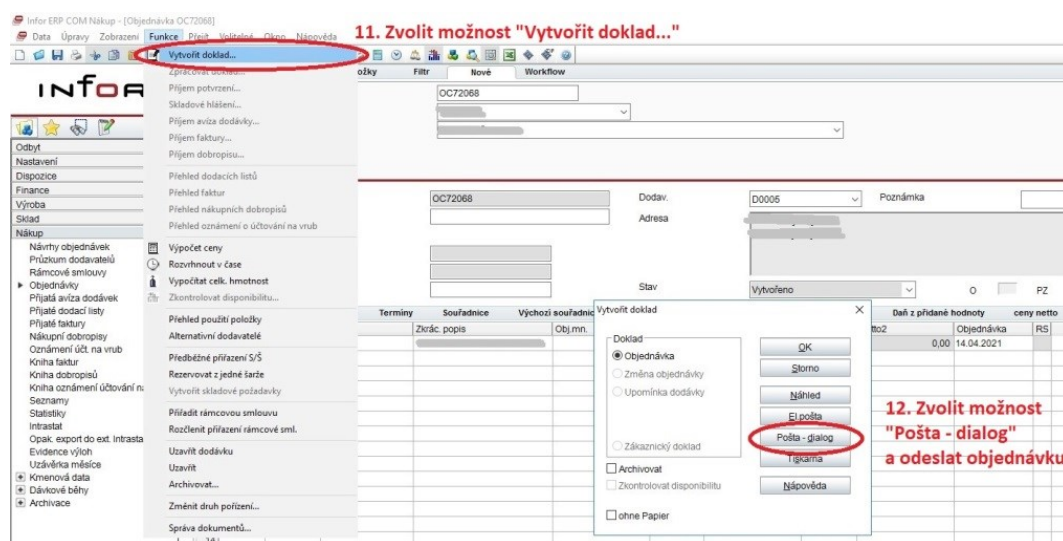 Infor ERP COM Nákup - [Objednávka OC72068]
Data Úpravy Zobrazení Funkce Přejít Volitelné Okno Nápověda
11. Zvolit možnost "Vytvořit doklad..."
infor
Odbyt
Nastavení
Dispozice
Finance
Výroba
Sklad
Nákup
Návrhy objednávek
Průzkum dodavatelů
Rámcové smlouvy
Objednávky
Přijatá avíza dodávek
Přijaté dodací listy
Přijaté faktury
Nákupní dobropisy
Oznámení účt. na vrub
Kniha faktur
Kniha dobropisů
Kniha oznámení účtování na
Seznamy
Statistiky
Intrastat
Opak. export do ext. Intrasta
Evidence výloh
Uzávěrka měsíce
Kmenová data
Dávkové běhy
Archivace
Vytvořit doklad...
Zpracovat doklad...
Příjem potvrzení...
Skladové hlášení...
Příjem avíza dodávky...
Příjem faktury...
Příjem dobropisu...
Přehled dodacích listů
Přehled faktur
Přehled nákupních dobropisů
Přehled oznámení o účtování na vrub
Výpočet ceny
Rozvrhnout v čase
Vypočítat celk. hmotnost
Zkontrolovat disponibilitu...
Přehled použití položky
Alternativní dodavatelé
Předběžné přiřazení S/Š
Rezervovat z jedné šarže
Vytvořit skladové požadavky
Přiřadit rámcovou smlouvu
Rozčlenit přiřazení rámcové sml.
Uzavřít dodávku
Uzavřít
Archivovat...
Změnit druh pořízení...
Správa dokumentů...
ožky Filtr Nové Workflow
OC72068
OC72068 Dodav. D0005 Poznámka
Adresa
Stav Vytvořeno O PZ
Termíny Souřadnice Výchozí souřadnic Daň z přidané hodnoty ceny netto
Zkrác. popis Obj.mn. tto2 Objednávka RS
0,00 14.04.2021
Vytvořit doklad
Doklad
Objednávka
Změna objednávky
Upomínka dodávky
Zákaznický doklad
Archivovat
Zkontrolovat disponibilitu
ohne Papier
OK
Storno
Náhled
El.pošta
Pošta - dialog
Tiskárna
Nápověda
12. Zvolit možnost
"Pošta - dialog"
a odeslat objednávku